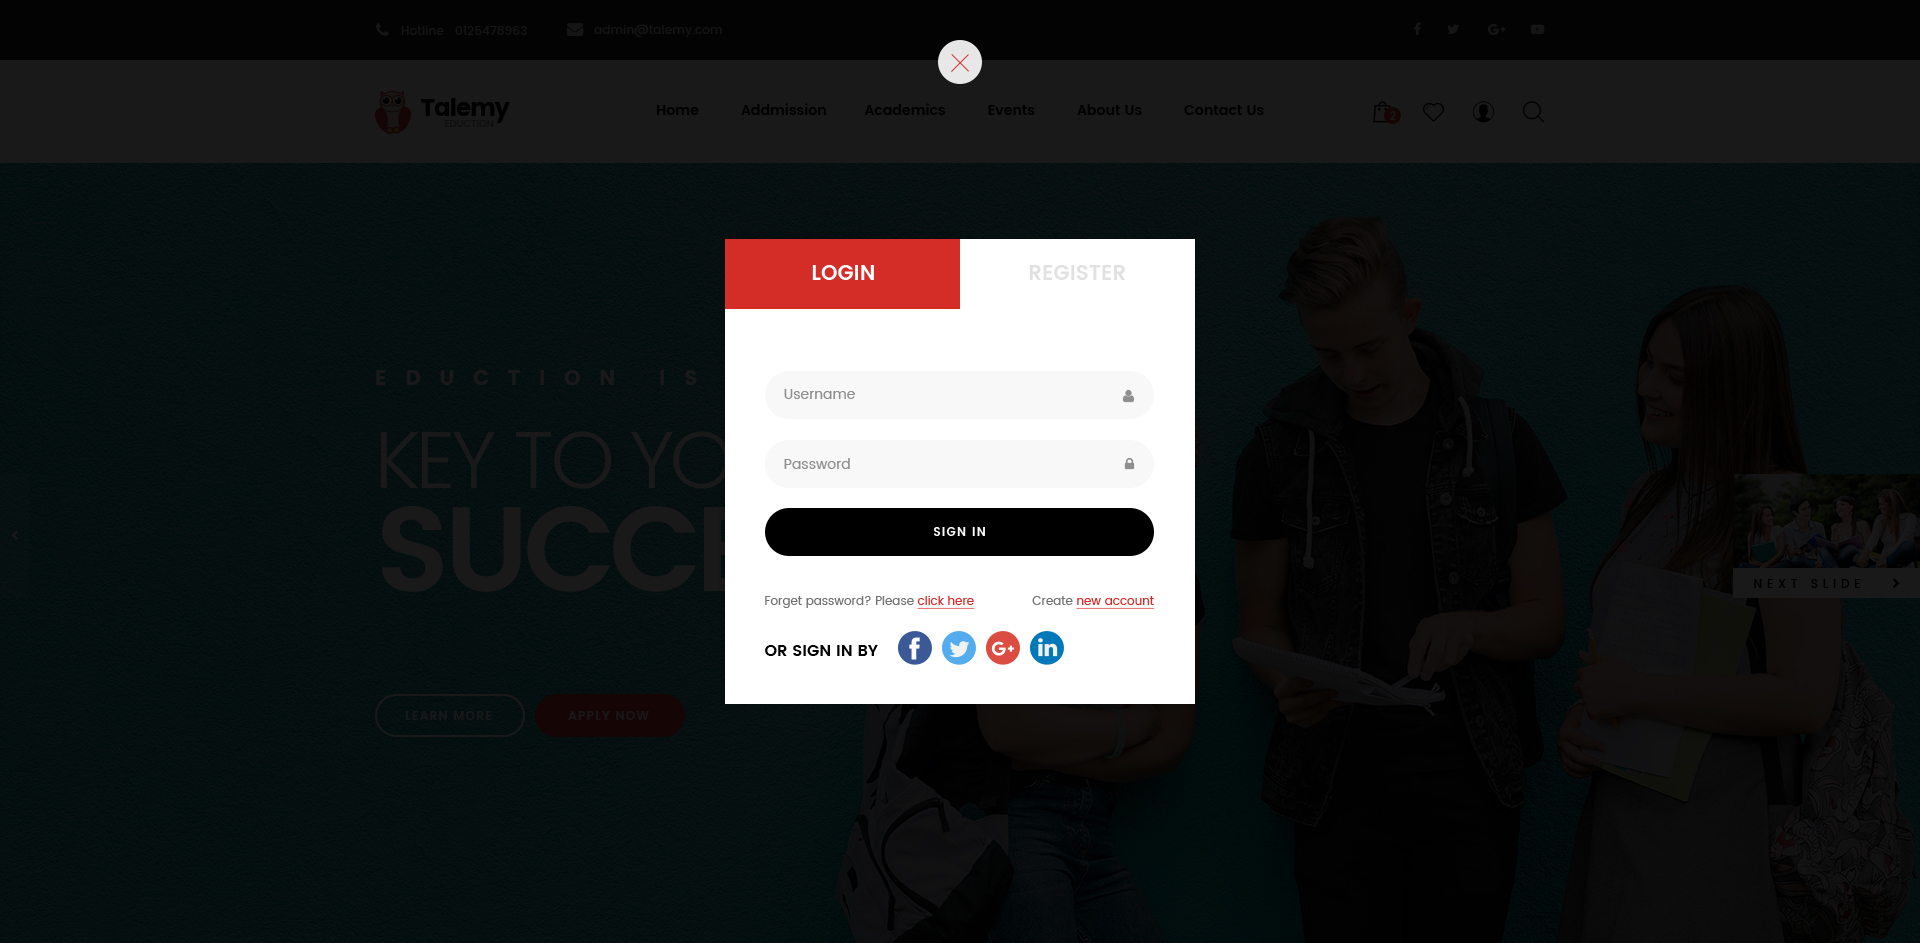 Hotline 0125478963 admin@talemy.com
Talemy
EDUCTION
Home Addmission Academics Events About Us Contact Us
2
LOGIN REGISTER
EDUCTION IS
KEY TO YO
SUCCE
Username
Password
SIGN IN
Forget password? Please click here Create new account
OR SIGN IN BY
NEXT SLIDE
LEARN MORE APPLY NOW